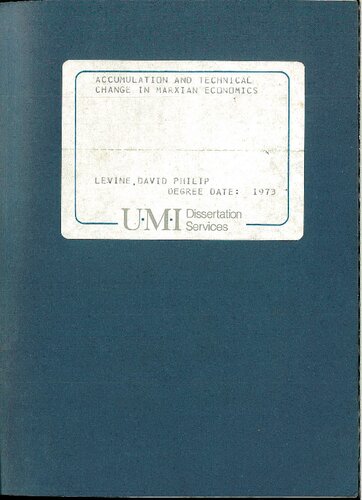 ACCUMULATION AND TECHNICAL
CHANGE IN MARXIAN ECONOMICS
LEVINE,DAVID PHILIP
DEGREE DATE: 1973
U·M·I Dissertation
Services